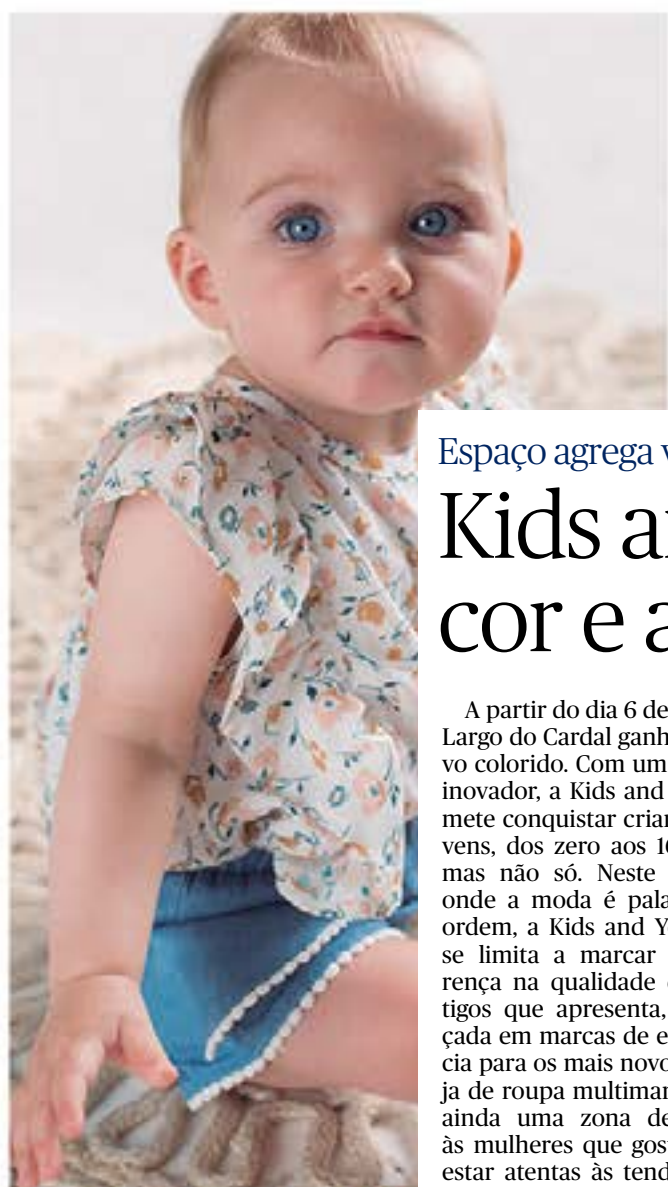 Espaço agrega
Kids
cor e
A partir do dia 6 de
Largo do Cardal ganh
vo colorido. Com um
inovador, a Kids and
mete conquistar crian
vens, dos zero aos
mas não só. Neste
onde a moda é pala
ordem, a Kids and
se limita a marcar
rença na qualidade
tigos que apresenta,
çada em marcas de
cia para os mais novo
ja de roupa multimar
ainda uma zona de
às mulheres que
estar atentas às